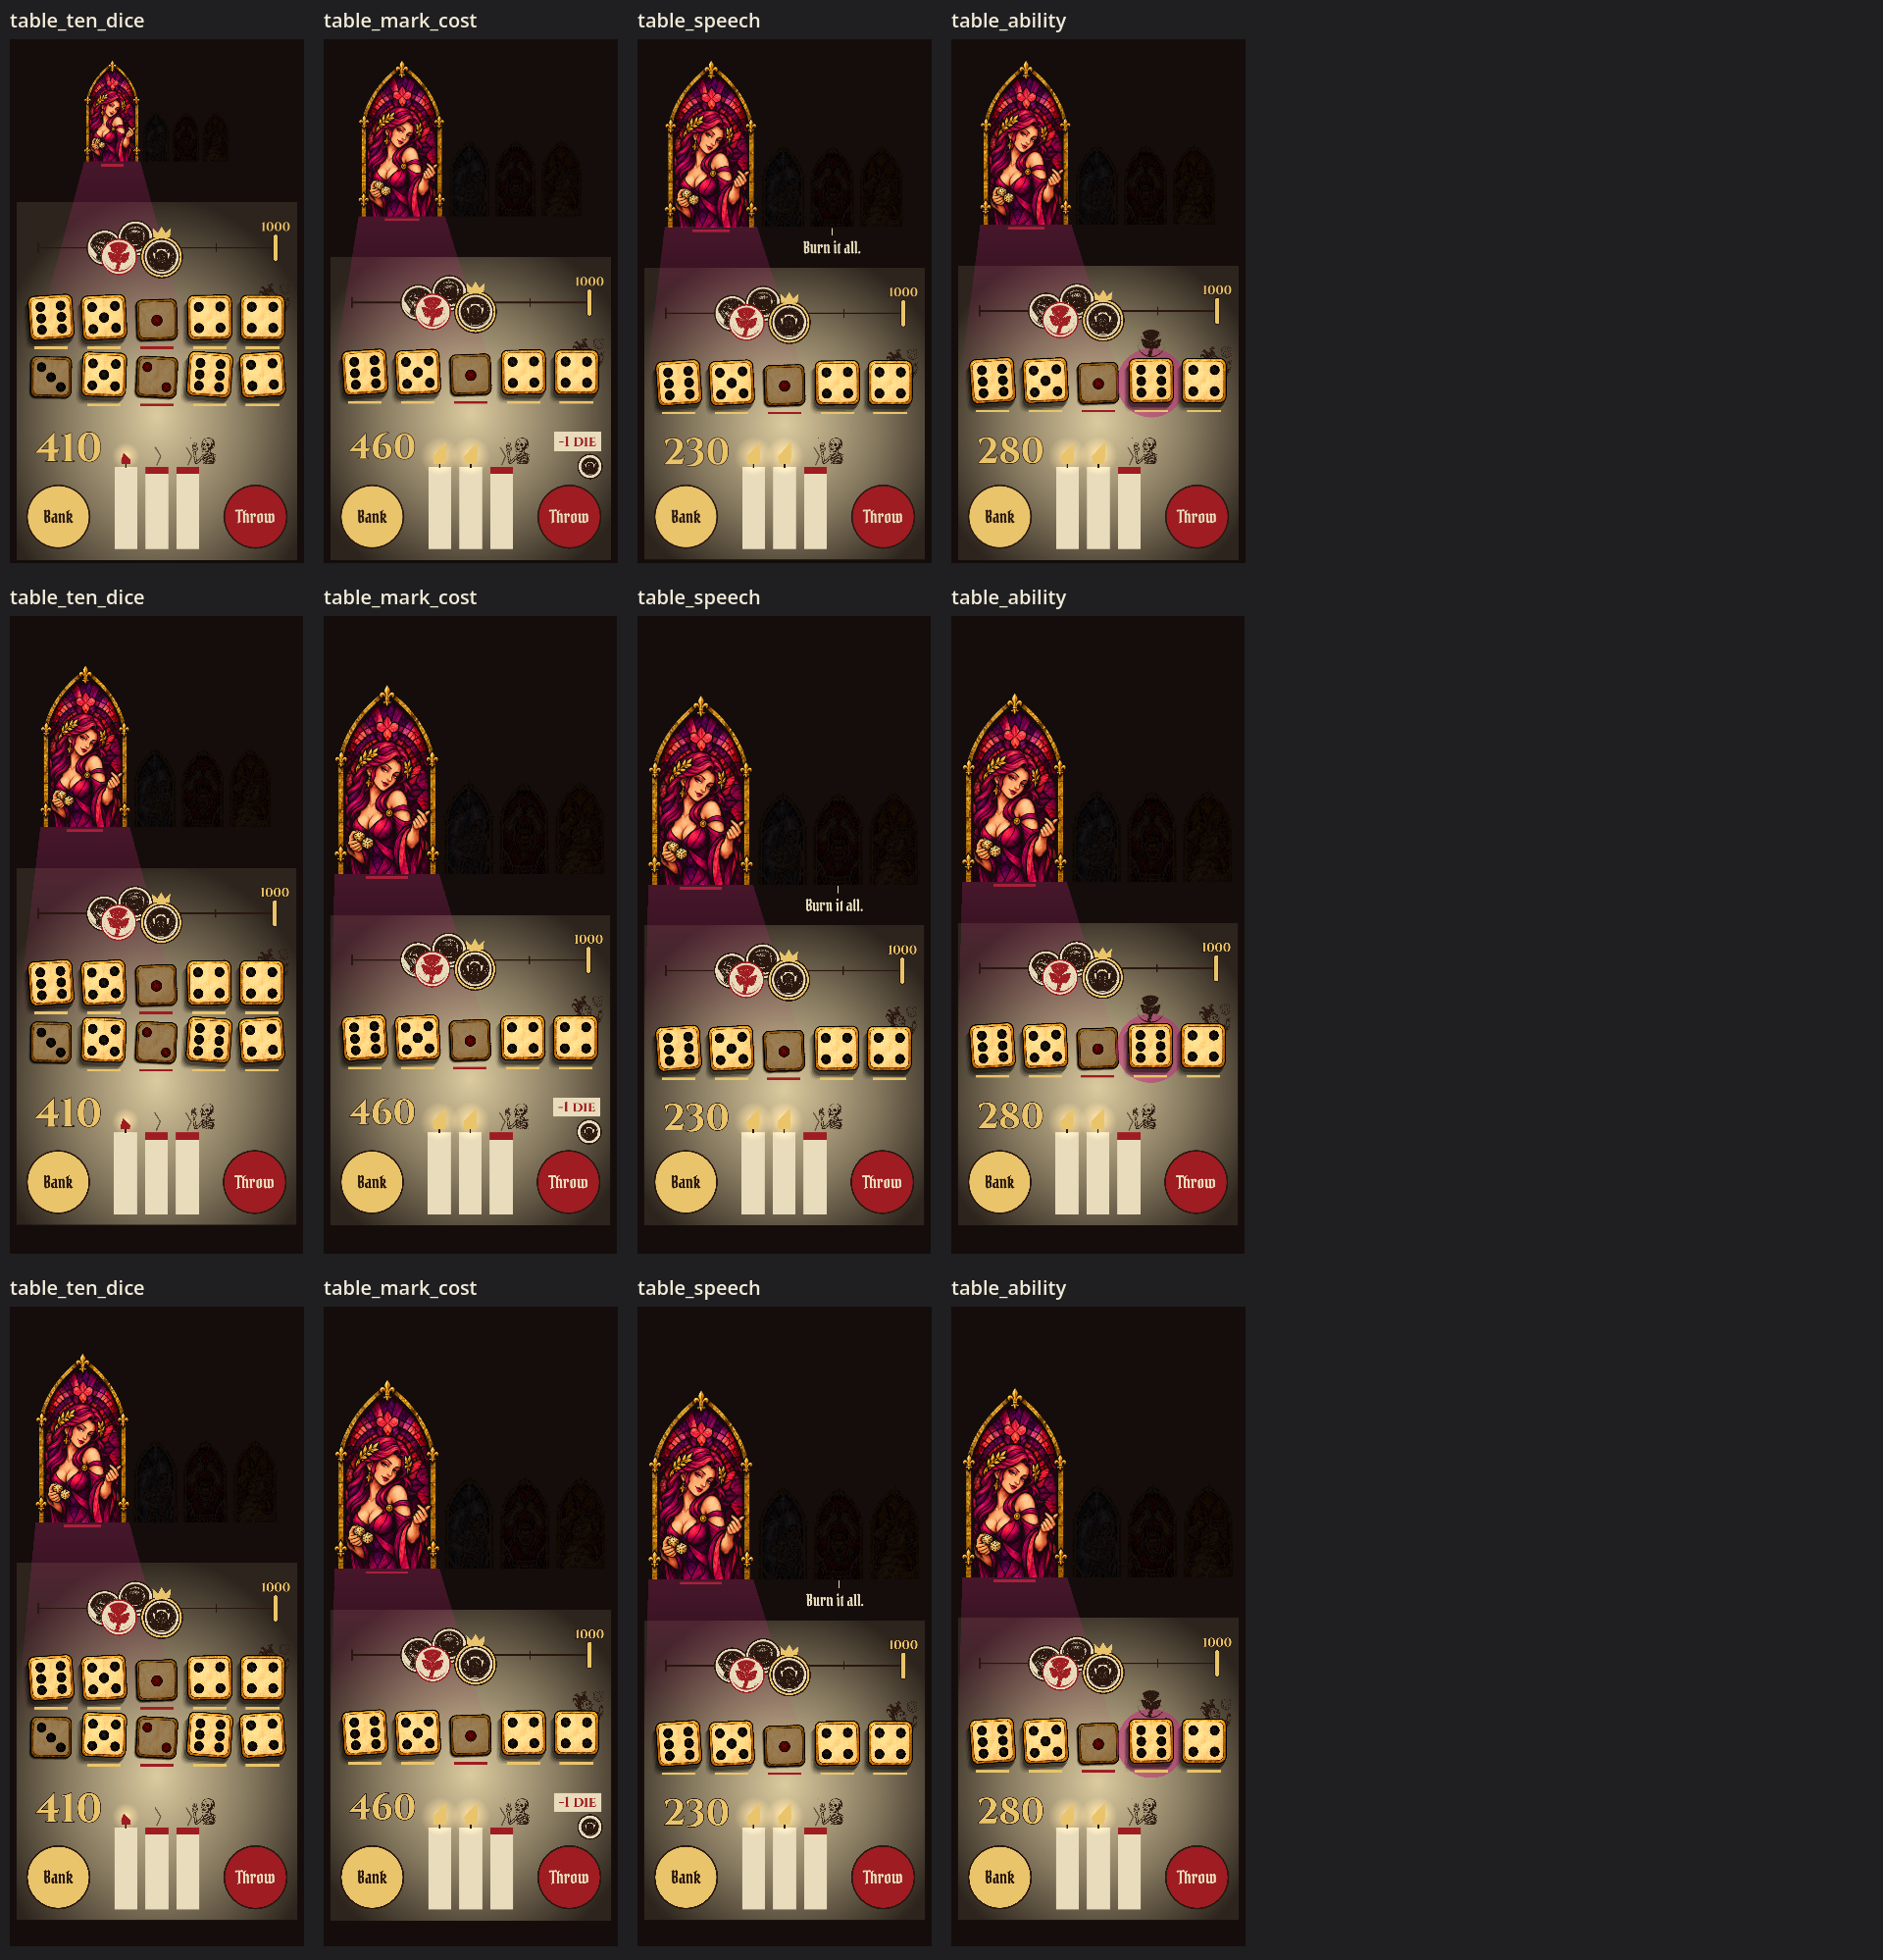 table_ten_dice
table_mark_cost
table_speech
table_ability
1000
410
Bank
Throw
1000
460
-1 DIE
Bank
Throw
Burn it all.
1000
230
Bank
Throw
1000
280
Bank
Throw
table_ten_dice
table_mark_cost
table_speech
table_ability
1000
410
Bank
Throw
1000
460
-1 DIE
Bank
Throw
Burn it all.
1000
230
Bank
Throw
1000
280
Bank
Throw
table_ten_dice
table_mark_cost
table_speech
table_ability
1000
410
Bank
Throw
1000
460
-1 DIE
Bank
Throw
Burn it all.
1000
230
Bank
Throw
1000
280
Bank
Throw